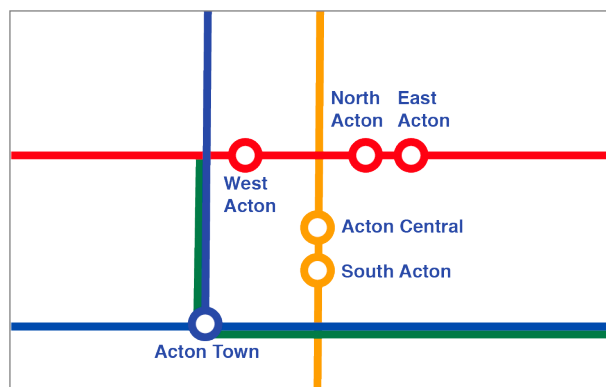 North
Acton
East
Acton
West
Acton
Acton Central
South Acton
Acton Town